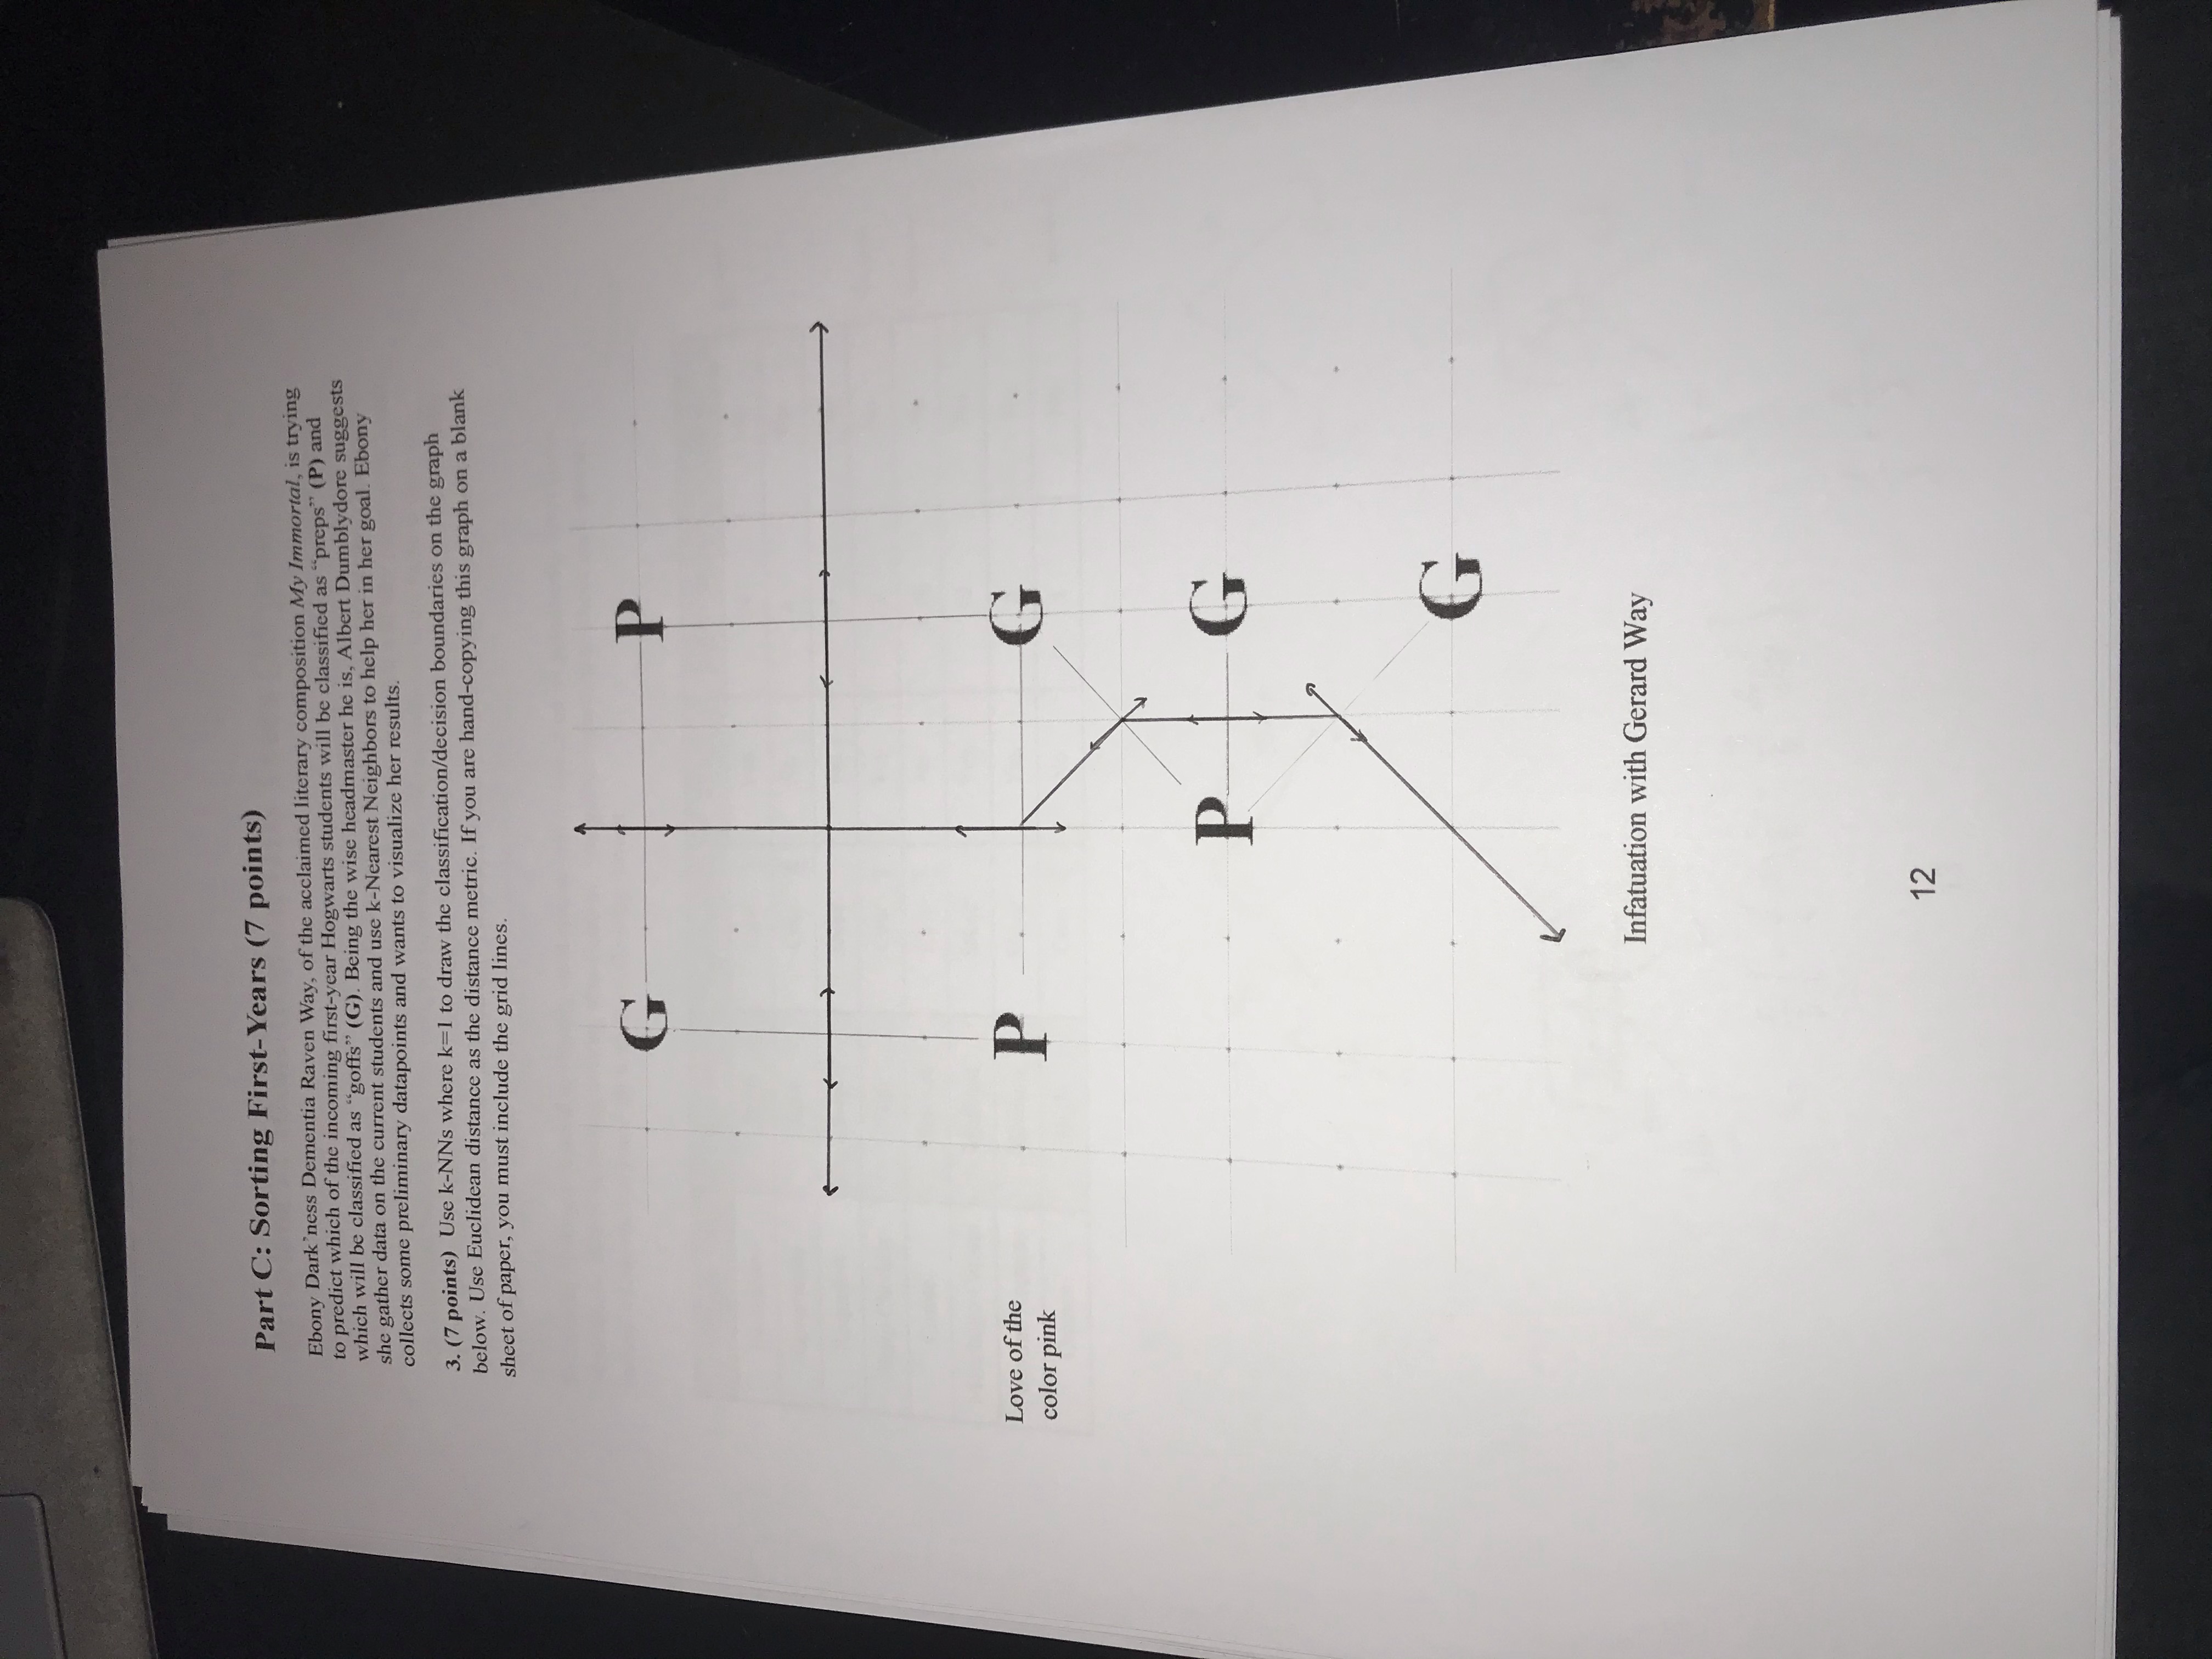 Part C: Sorting First-Years (7 points)
Ebony Dark’ness Dementia Raven Way, of the acclaimed literary composition My Immortal, is trying
to predict which of the incoming first-year Hogwarts students will be classified as “preps” (P) and
which will be classified as “goffs” (G). Being the wise headmaster he is, Albert Dumblydore suggests
she gather data on the current students and use k-Nearest Neighbors to help her in her goal. Ebony
collects some preliminary datapoints and wants to visualize her results.
3. (7 points) Use k-NNs where k=1 to draw the classification/decision boundaries on the graph
below. Use Euclidean distance as the distance metric. If you are hand-copying this graph on a blank
sheet of paper, you must include the grid lines.
G P
P G
Love of the
color pink
P G
G
Infatuation with Gerard Way
12